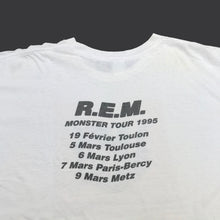 R.E.M.
MONSTER TOUR 1995
19 Février Toulon
5 Mars Toulouse
6 Mars Lyon
7 Mars Paris-Bercy
9 Mars Metz